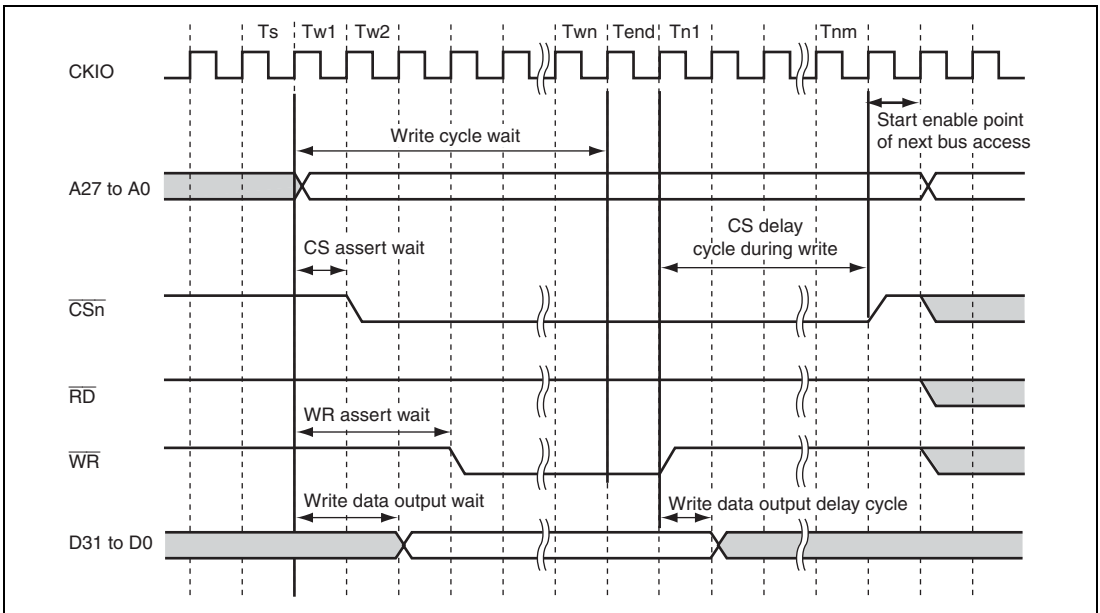 Ts Tw1 Tw2 Twn Tend Tn1 Tnm
CKIO
Start enable point
of next bus access
Write cycle wait
A27 to A0
CS delay
cycle during write
CS assert wait
CSn
RD
WR assert wait
WR
Write data output wait
Write data output delay cycle
D31 to D0